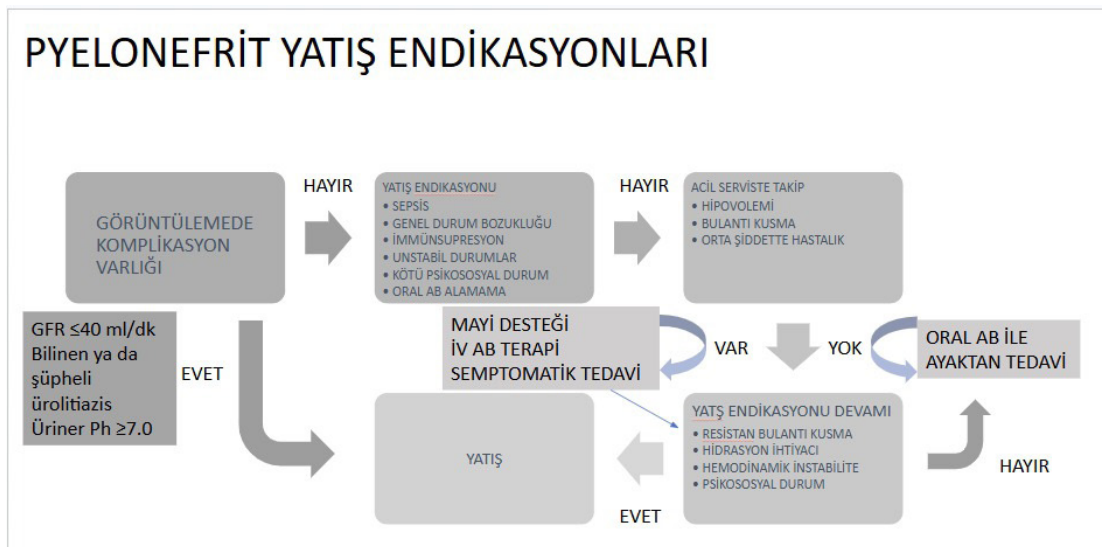 PYELONEFRİT YATIŞ ENDİKASYONLARI
GÖRÜNTÜLEMEDE
KOMPLİKASYON
VARLIĞI
HAYIR
YATIŞ ENDIKASYONU
• SEPSİS
• GENEL DURUM BOZUKLUĞU
• İMMÜNSUPRESYON
• UNSTABİL DURUMLAR
• KÖTÜ PSİKOSOSYAL DURUM
• ORAL AB ALAMAMA
HAYIR
ACİL SERVİSTE TAKİP
• HİPOVOLEMİ
• BULANTI KUSMA
• ORTA ŞİDDETTE HASTALIK
GFR ≤40 ml/dk
Bilinen ya da
şüpheli
ürolitiazis
Üriner Ph ≥7.0
EVET
MAYİ DESTEĞİ
İV AB TERAPİ
SEMPTOMATİK TEDAVİ
VAR
YOK
ORAL AB İLE
AYAKTAN TEDAVİ
YATIŞ
YATŞ ENDİKASYONU DEVAMI
• RESİSTAN BULANTI KUSMA
• HİDRASYON İHTİYACI
• HEMODİNAMİK İNSTABİLİTE
• PSİKOSOSYAL DURUM
EVET
HAYIR